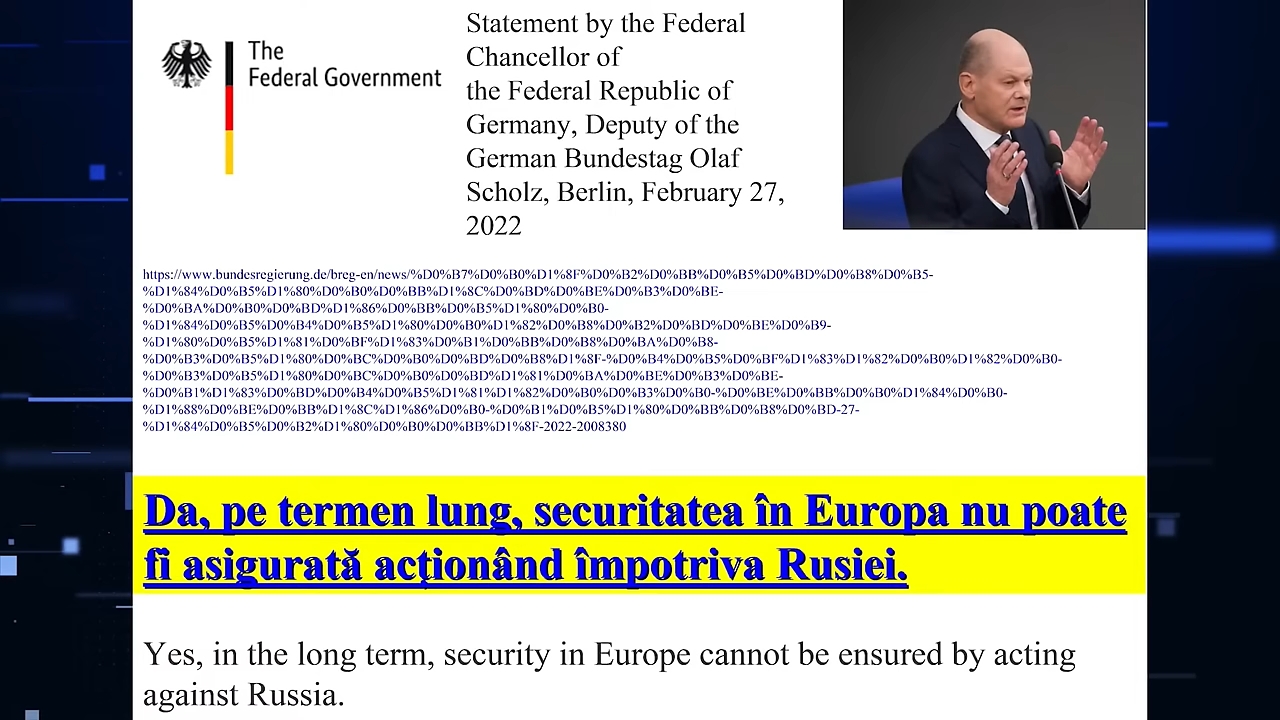 The
Federal Government
Statement by the Federal
Chancellor of
the Federal Republic of
Germany, Deputy of the
German Bundestag Olaf
Scholz, Berlin, February 27,
2022
https://www.bundesregierung.de/breg-en/news/%D0%B7%D0%B0%D1%8F%D0%B2%D0%BB%D0%B5%D0%BD%D0%B8%D0%B5-
%D1%84%D0%B5%D1%80%D0%B0%D0%BB%D1%8C%D0%BD%D0%BE%D0%B3%D0%BE-
%D0%BA%D0%B0%D0%BD%D1%86%D0%BB%D0%B5%D1%80%D0%B0-
%D1%84%D0%B5%D0%B4%D0%B5%D1%80%D0%B0%D1%82%D0%B8%D0%B2%D0%BD%D0%BE%D0%B9-
%D1%80%D0%B5%D1%81%D0%BF%D1%83%D0%B1%D0%BB%D0%B8%D0%BA%D0%B8-
%D0%B3%D0%B5%D1%80%D0%BC%D0%B0%D0%BD%D0%B8%D1%8F-%D0%B4%D0%B5%D0%BF%D1%83%D1%82%D0%B0%D1%82%D0%B0-
%D0%B3%D0%B5%D1%80%D0%BC%D0%B0%D0%BD%D1%81%D0%BA%D0%BE%D0%B3%D0%BE-
%D0%B1%D1%83%D0%BD%D0%B4%D0%B5%D1%81%D1%82%D0%B0%D0%B3%D0%B0-%D0%BE%D0%BB%D0%B0%D1%84%D0%B0-
%D1%88%D0%BE%D0%BB%D1%8C%D1%86%D0%B0-%D0%B1%D0%B5%D1%80%D0%BB%D0%B8%D0%BD-27-
%D1%84%D0%B5%D0%B2%D1%80%D0%B0%D0%BB%D1%8F-2022-2008380
Da, pe termen lung, securitatea în Europa nu poate
fi asigurată acționând împotriva Rusiei.
Yes, in the long term, security in Europe cannot be ensured by acting
against Russia.